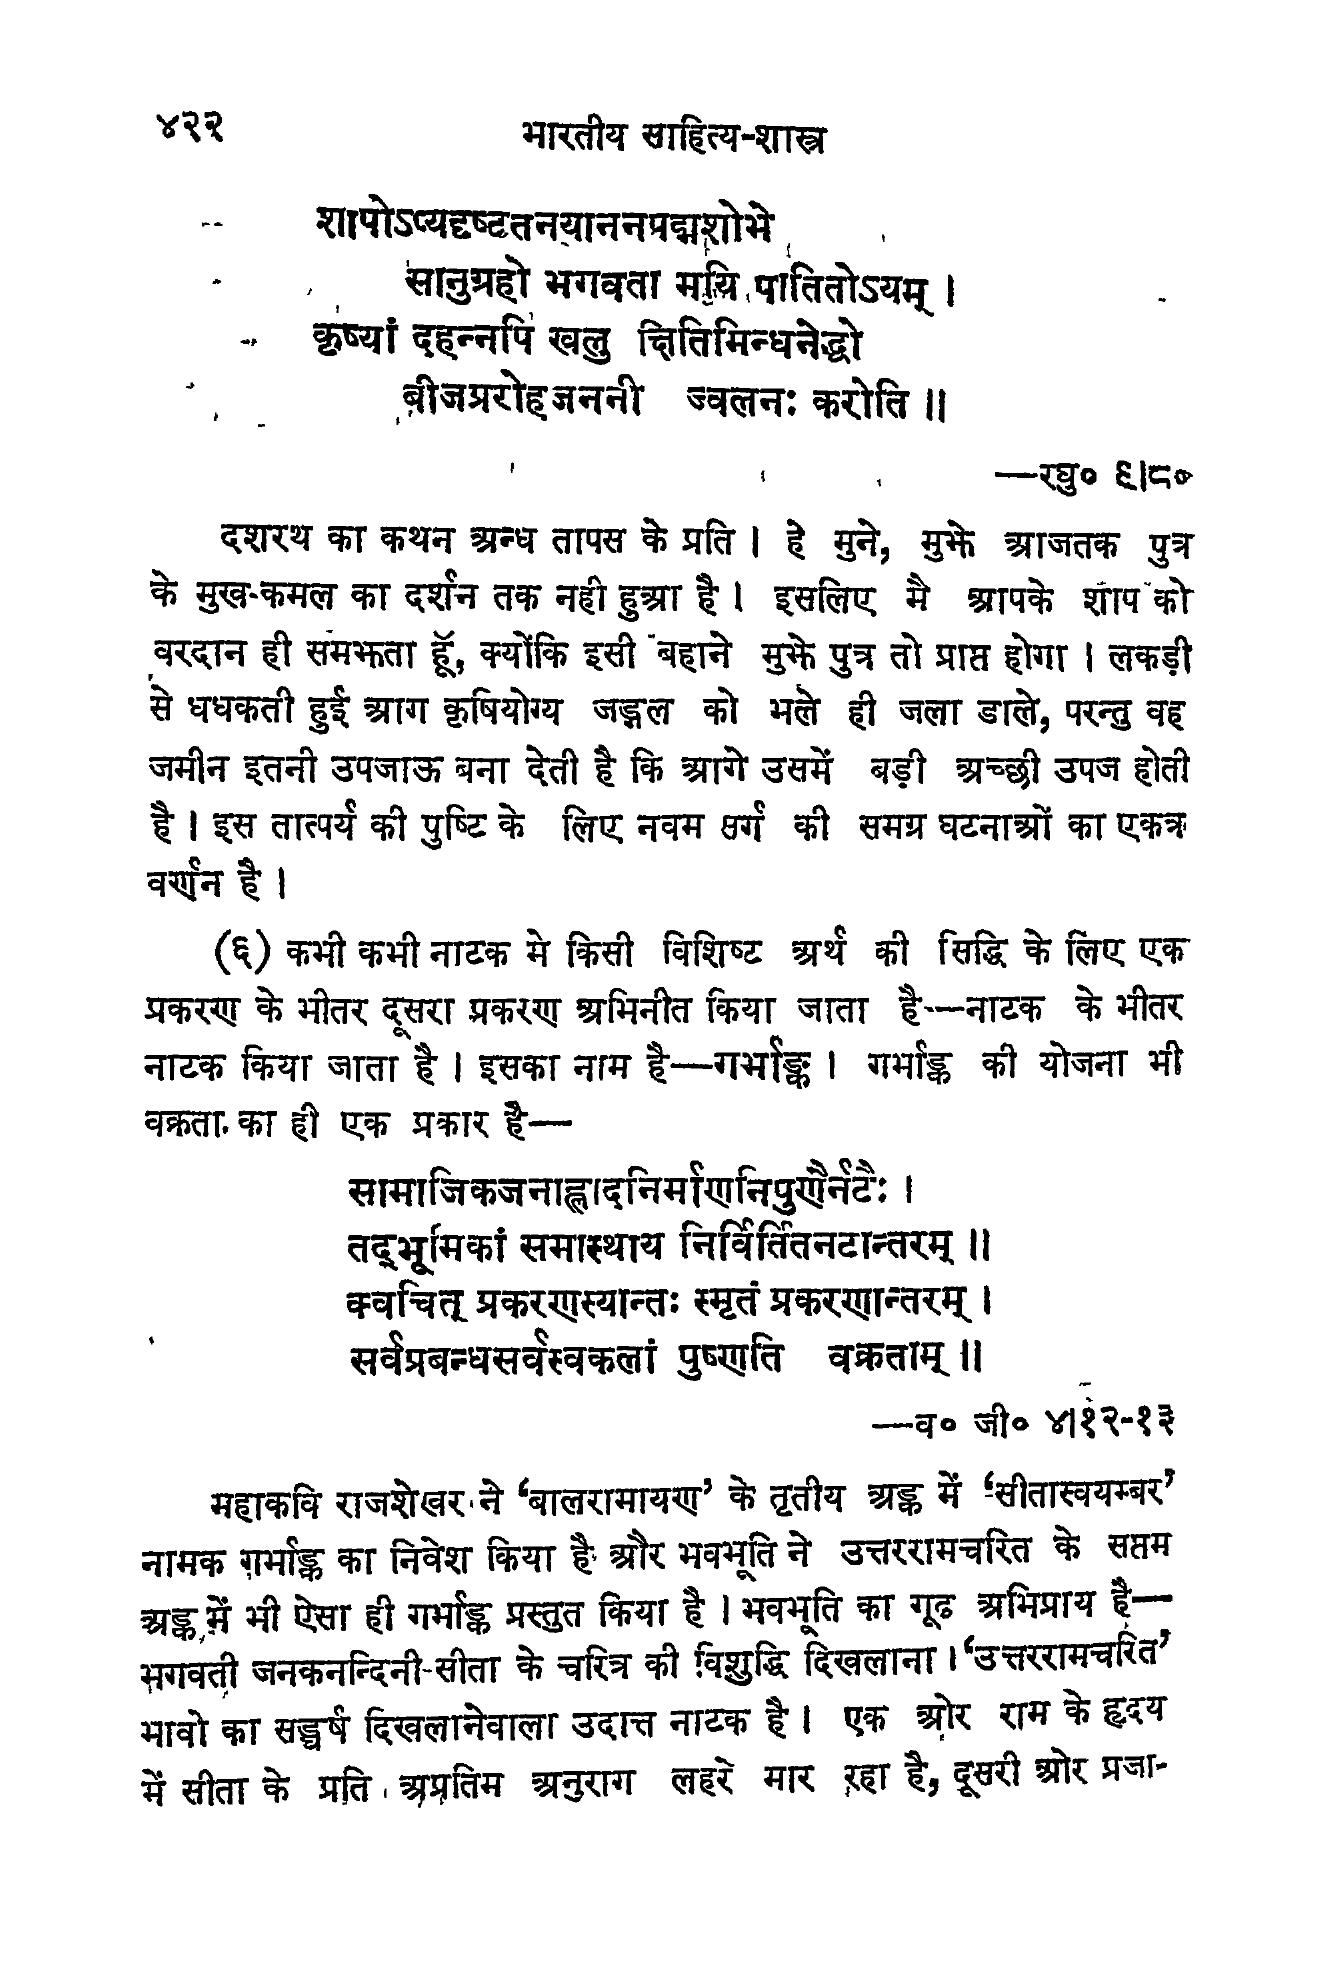 ४२२
भारतीय साहित्य-शास्त्र
शापोऽप्यदृष्टतनयाननपद्मशोभे
सानुग्रहो भगवता मयि पातितोऽयम् ।
कृष्यां दहन्नपि खलु क्षितिमिन्धनेद्धो
बीजप्ररोहजननी ज्वलनः करोति ॥
—रघु० ९।८०
दशरथ का कथन अन्ध तापस के प्रति । हे मुने, मुझे आजतक पुत्र
के मुख-कमल का दर्शन तक नही हुआ है । इसलिए मै आपके शाप को
वरदान ही समझता हूँ, क्योंकि इसी बहाने मुझे पुत्र तो प्राप्त होगा । लकड़ी
से धधकती हुई आग कृषियोग्य जङ्गल को भले ही जला डाले, परन्तु वह
जमीन इतनी उपजाऊ बना देती है कि आगे उसमें बड़ी अच्छी उपज होती
है । इस तात्पर्य की पुष्टि के लिए नवम सर्ग की समग्र घटनाओं का एकत्र
वर्णन है ।
(६) कभी कभी नाटक मे किसी विशिष्ट अर्थ की सिद्धि के लिए एक
प्रकरण के भीतर दूसरा प्रकरण अभिनीत किया जाता है—नाटक के भीतर
नाटक किया जाता है । इसका नाम है—गर्भाङ्क । गर्भाङ्क की योजना भी
वक्रता का ही एक प्रकार है—
सामाजिकजनाह्लादनिर्माणनिपुणैर्नटैः ।
तद्भूमिकां समास्थाय निर्वर्तितनटान्तरम् ॥
क्वचित् प्रकरणस्यान्तः स्मृतं प्रकरणान्तरम् ।
सर्वप्रबन्धसर्वस्वकलां पुष्णाति वक्रताम् ॥
—व० जी० ४।१२-१३
महाकवि राजशेखर ने ‘बालरामायण’ के तृतीय अङ्क में ‘सीतास्वयम्बर’
नामक गर्भाङ्क का निवेश किया है और भवभूति ने उत्तररामचरित के सप्तम
अङ्क में भी ऐसा ही गर्भाङ्क प्रस्तुत किया है । भवभूति का गूढ अभिप्राय है—
भगवती जनकनन्दिनी-सीता के चरित्र की विशुद्धि दिखलाना । ‘उत्तररामचरित’
भावो का सङ्घर्ष दिखलानेवाला उदात्त नाटक है । एक ओर राम के हृदय
में सीता के प्रति अप्रतिम अनुराग लहरे मार रहा है, दूसरी ओर प्रजा-